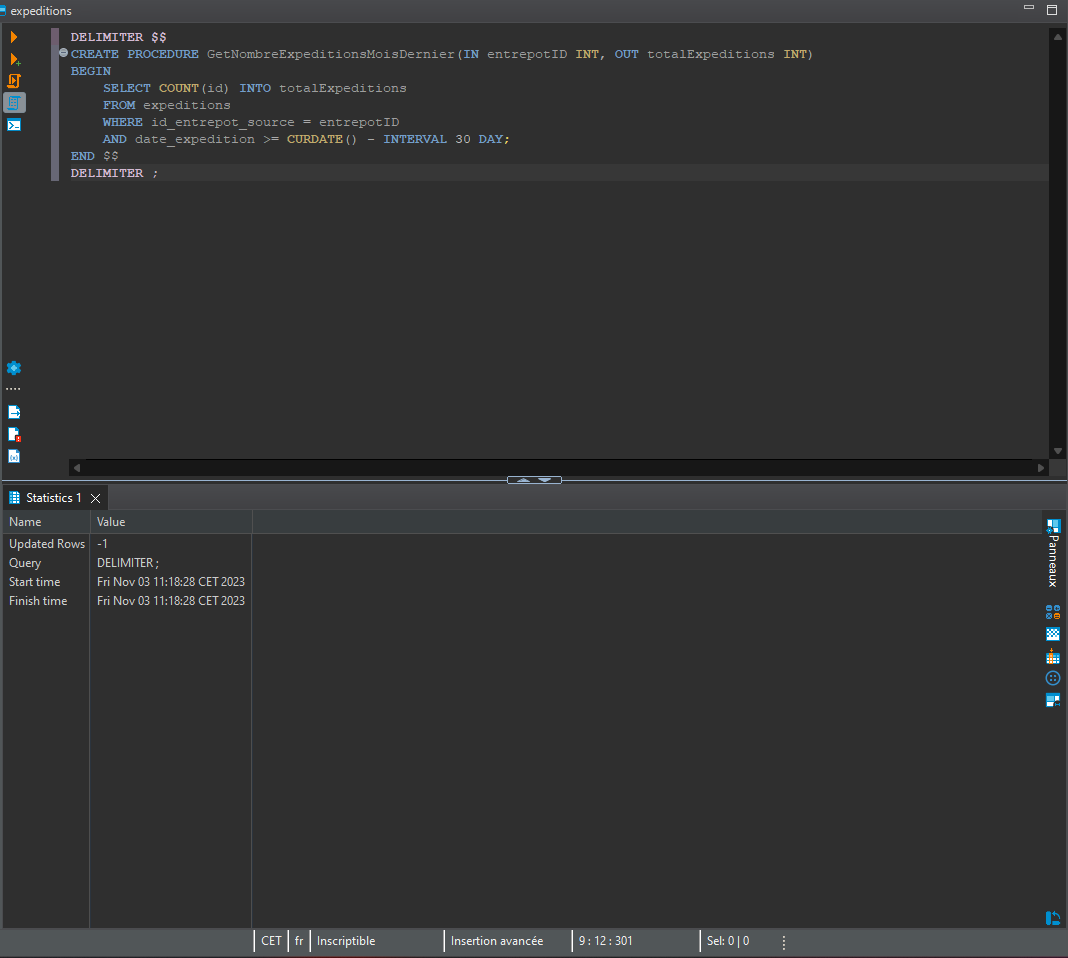 expeditions
DELIMITER $$
CREATE PROCEDURE GetNombreExpeditionsMoisDernier(IN entrepotID INT, OUT totalExpeditions INT)
BEGIN
SELECT COUNT(id) INTO totalExpeditions
FROM expeditions
WHERE id_entrepot_source = entrepotID
AND date_expedition >= CURDATE() - INTERVAL 30 DAY;
END $$
DELIMITER ;
Statistics 1
Name Value
Updated Rows -1
Query DELIMITER ;
Start time Fri Nov 03 11:18:28 CET 2023
Finish time Fri Nov 03 11:18:28 CET 2023
Panneaux
CET fr Inscriptible Insertion avancée 9 : 12 : 301 Sel: 0 | 0